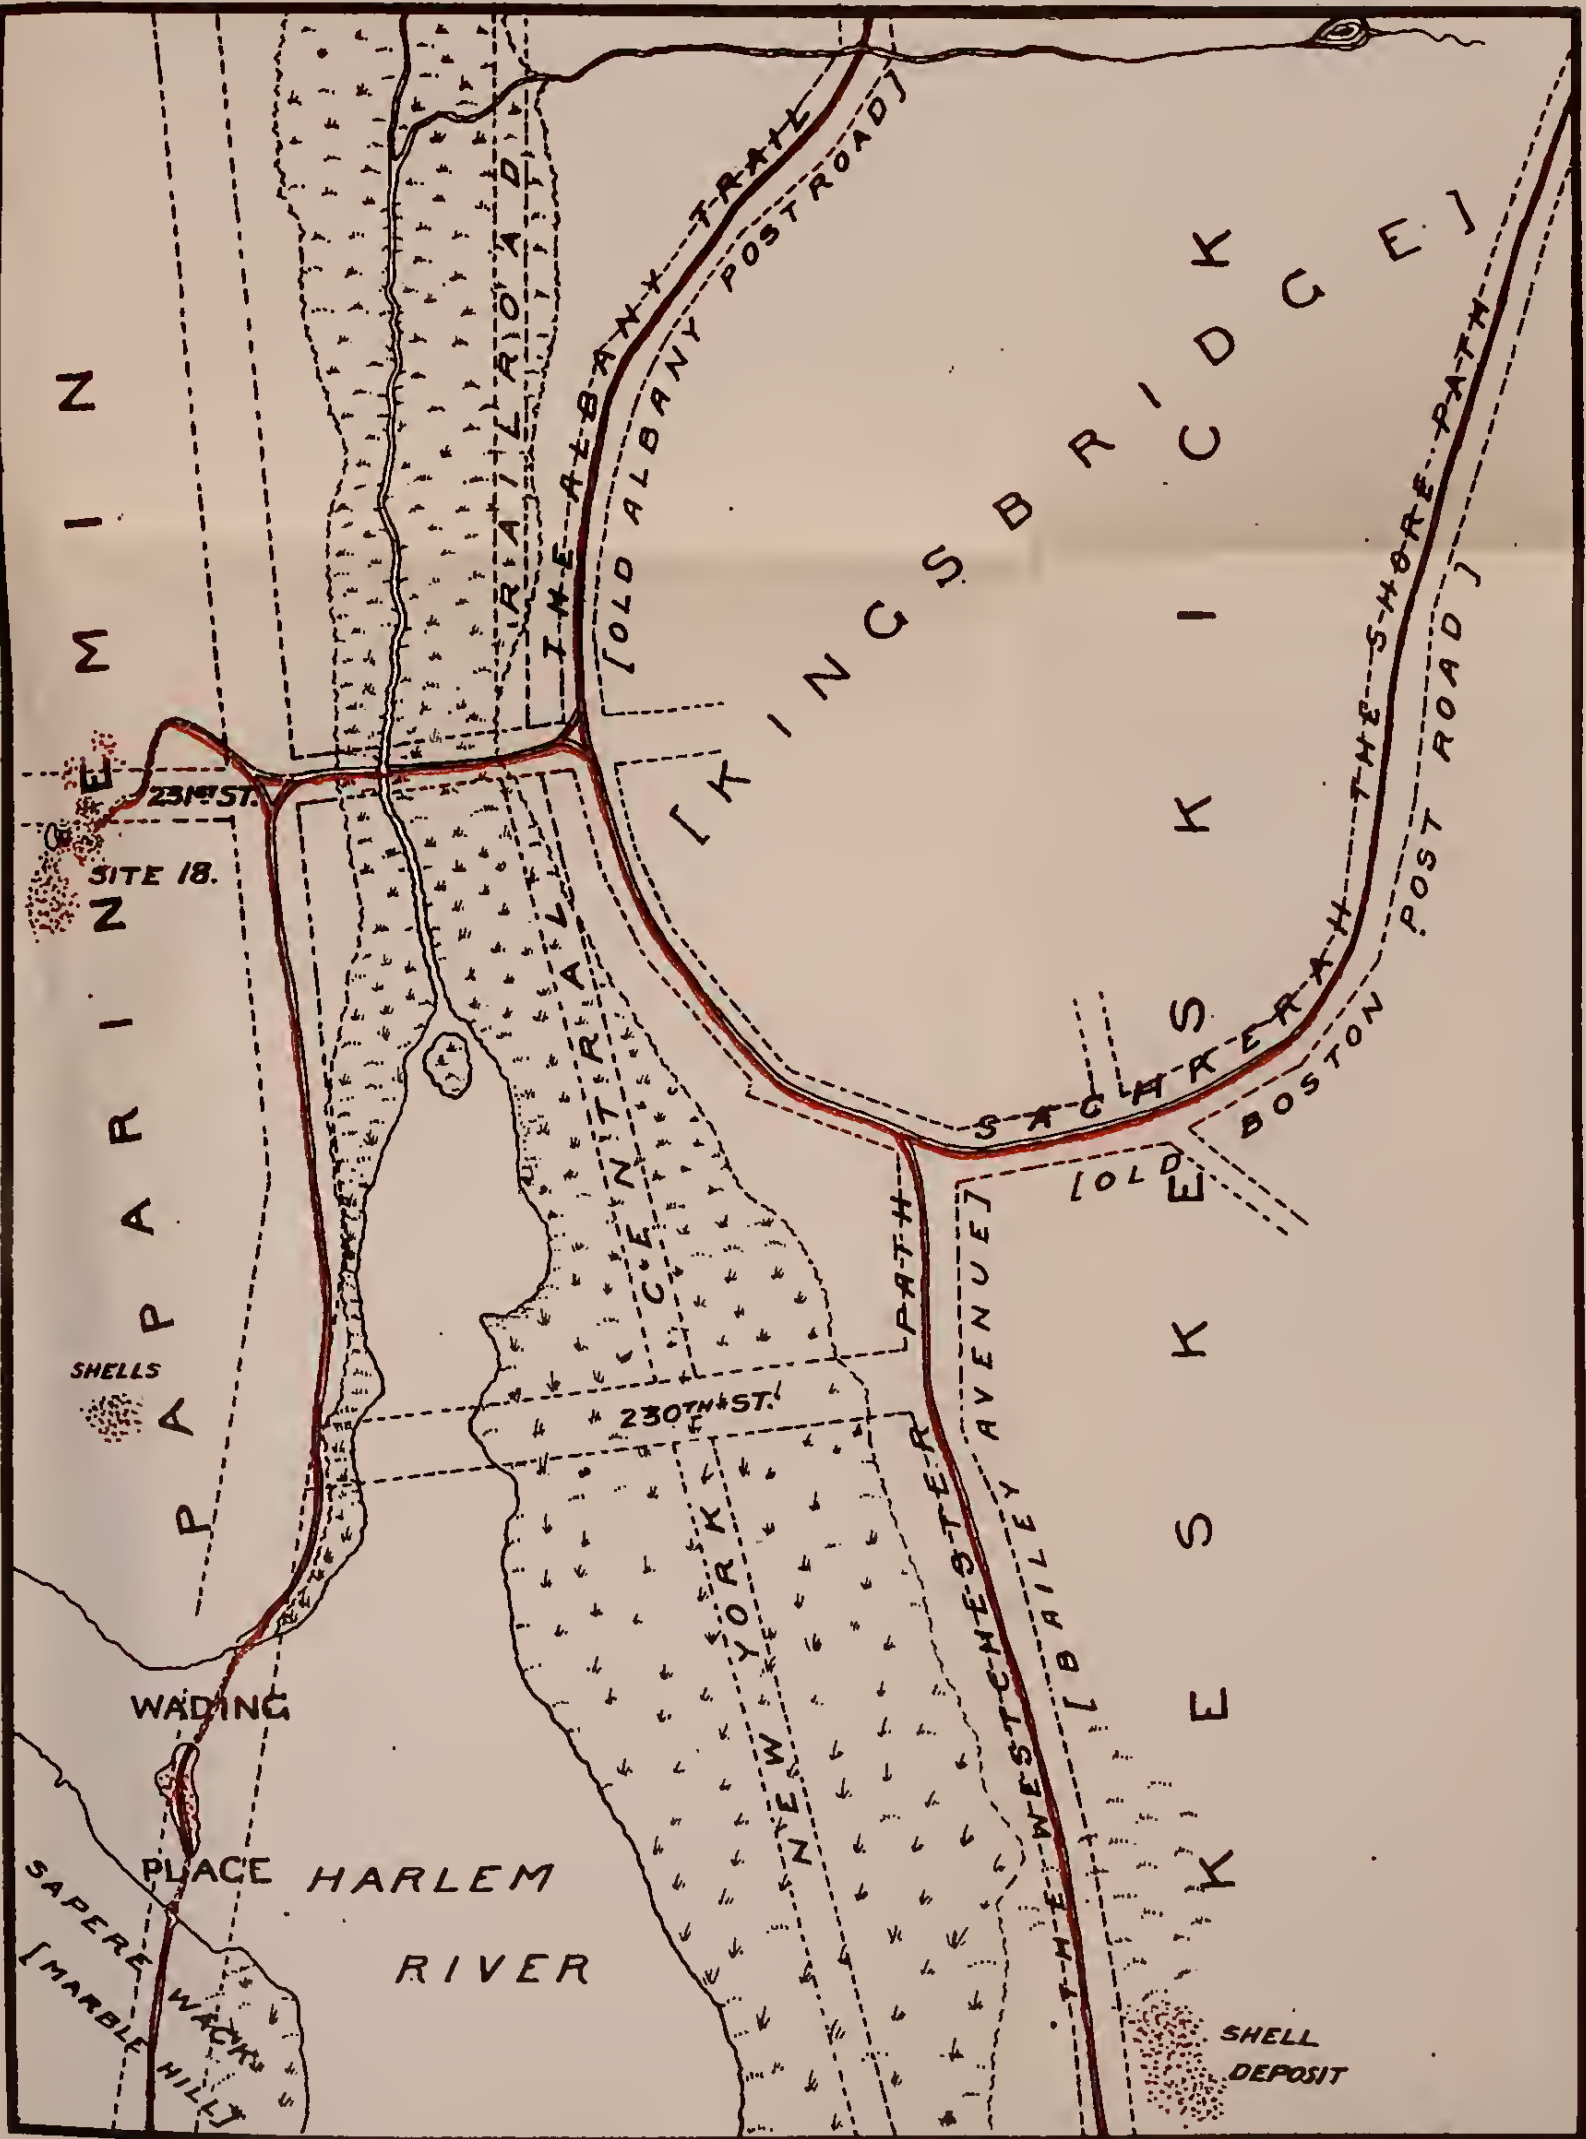 THE ALBANY TRAIL
[OLD ALBANY POST ROAD]
RAILROAD
PAPARINEMIN
[KINGSBRIDGE]
KESKESKICK
SACHKERAH THE SHORE PATH
[OLD BOSTON POST ROAD]
231ST ST.
SITE 18.
SHELLS
NEW YORK CENTRAL
230TH ST.
THE WESTCHESTER PATH
[BAILEY AVENUE]
WADING
PLACE
HARLEM
RIVER
SAPERE WACK
[MARBLE HILL]
SHELL
DEPOSIT